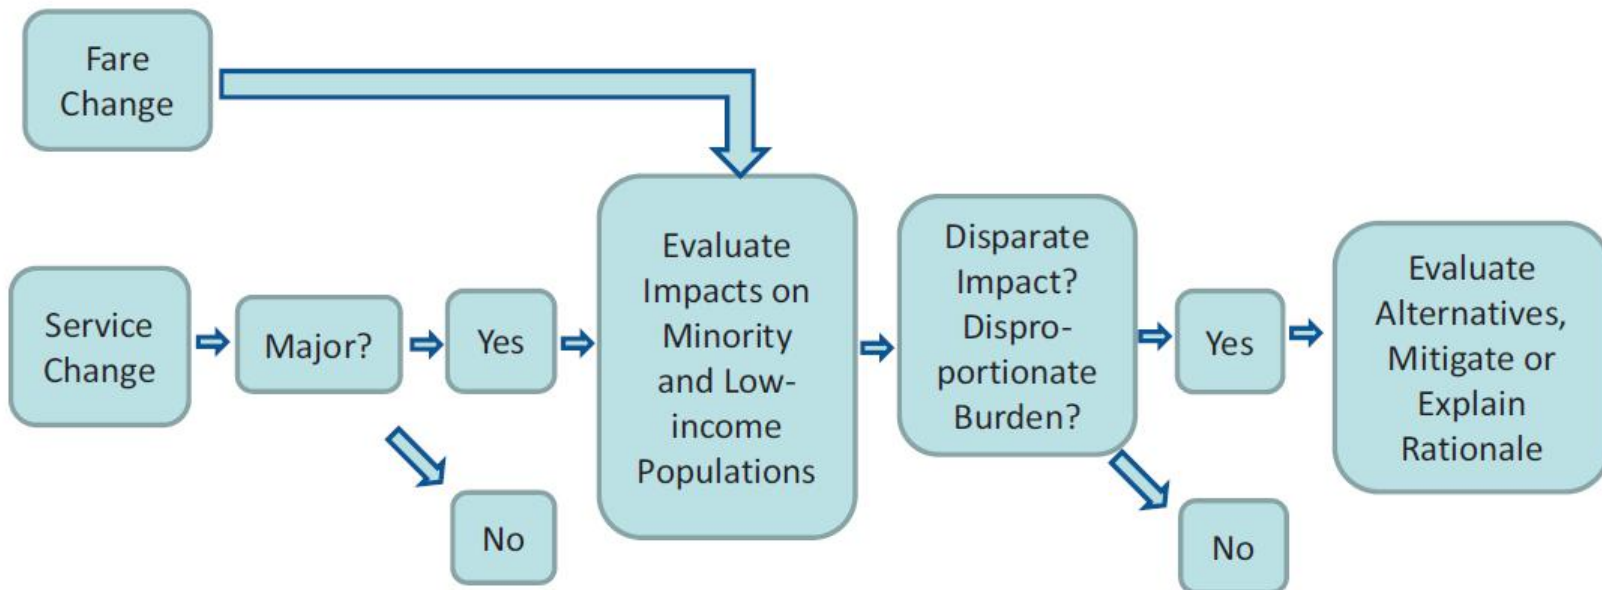 Fare
Change
Service
Change
Major?
Yes
No
Evaluate
Impacts on
Minority
and Low-
income
Populations
Disparate
Impact?
Dispro-
portionate
Burden?
Yes
No
Evaluate
Alternatives,
Mitigate or
Explain
Rationale